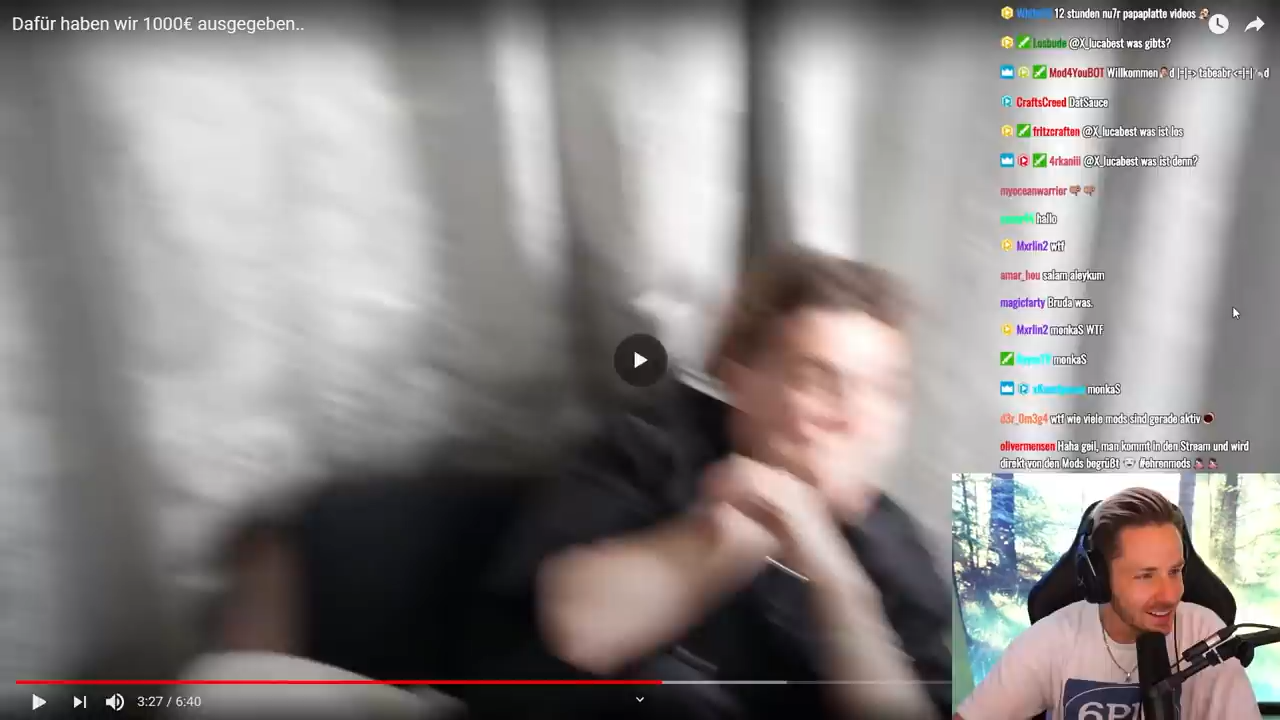 Dafür haben wir 1000€ ausgegeben..
12 stunden nu7r papaplatte videos
Losbude @X_lucabest was gibts?
Mod4YouBOT Willkommen d |=|=> tabeabr <=|=| d
CraftsCreed DatSauce
fritzcraften @X_lucabest was ist los
4rkaniii @X_lucabest was ist denn?
myoceanwarrior
hallo
Mxrlin2 wtf
amar_hou salam aleykum
magicfarty Bruda was.
Mxrlin2 monkaS WTF
monkaS
monkaS
d3r_0m3g4 wtf wie viele mods sind gerade aktiv
olivermensen Haha geil, man kommt in den Stream und wird
direkt von den Mods begrüßt #ehrenmods
3:27 / 6:40